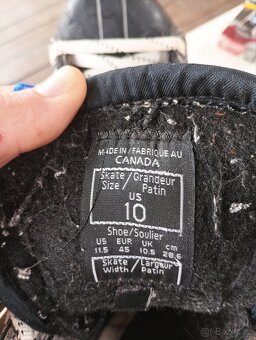 MADE IN / FABRIQUE AU
CANADA
Skate / Grandeur
Size / Patin
US
10
Shoe/Soulier
US EUR UK cm
11.5 45 10.5 28.6
Skate / Largeur
Width / Patin